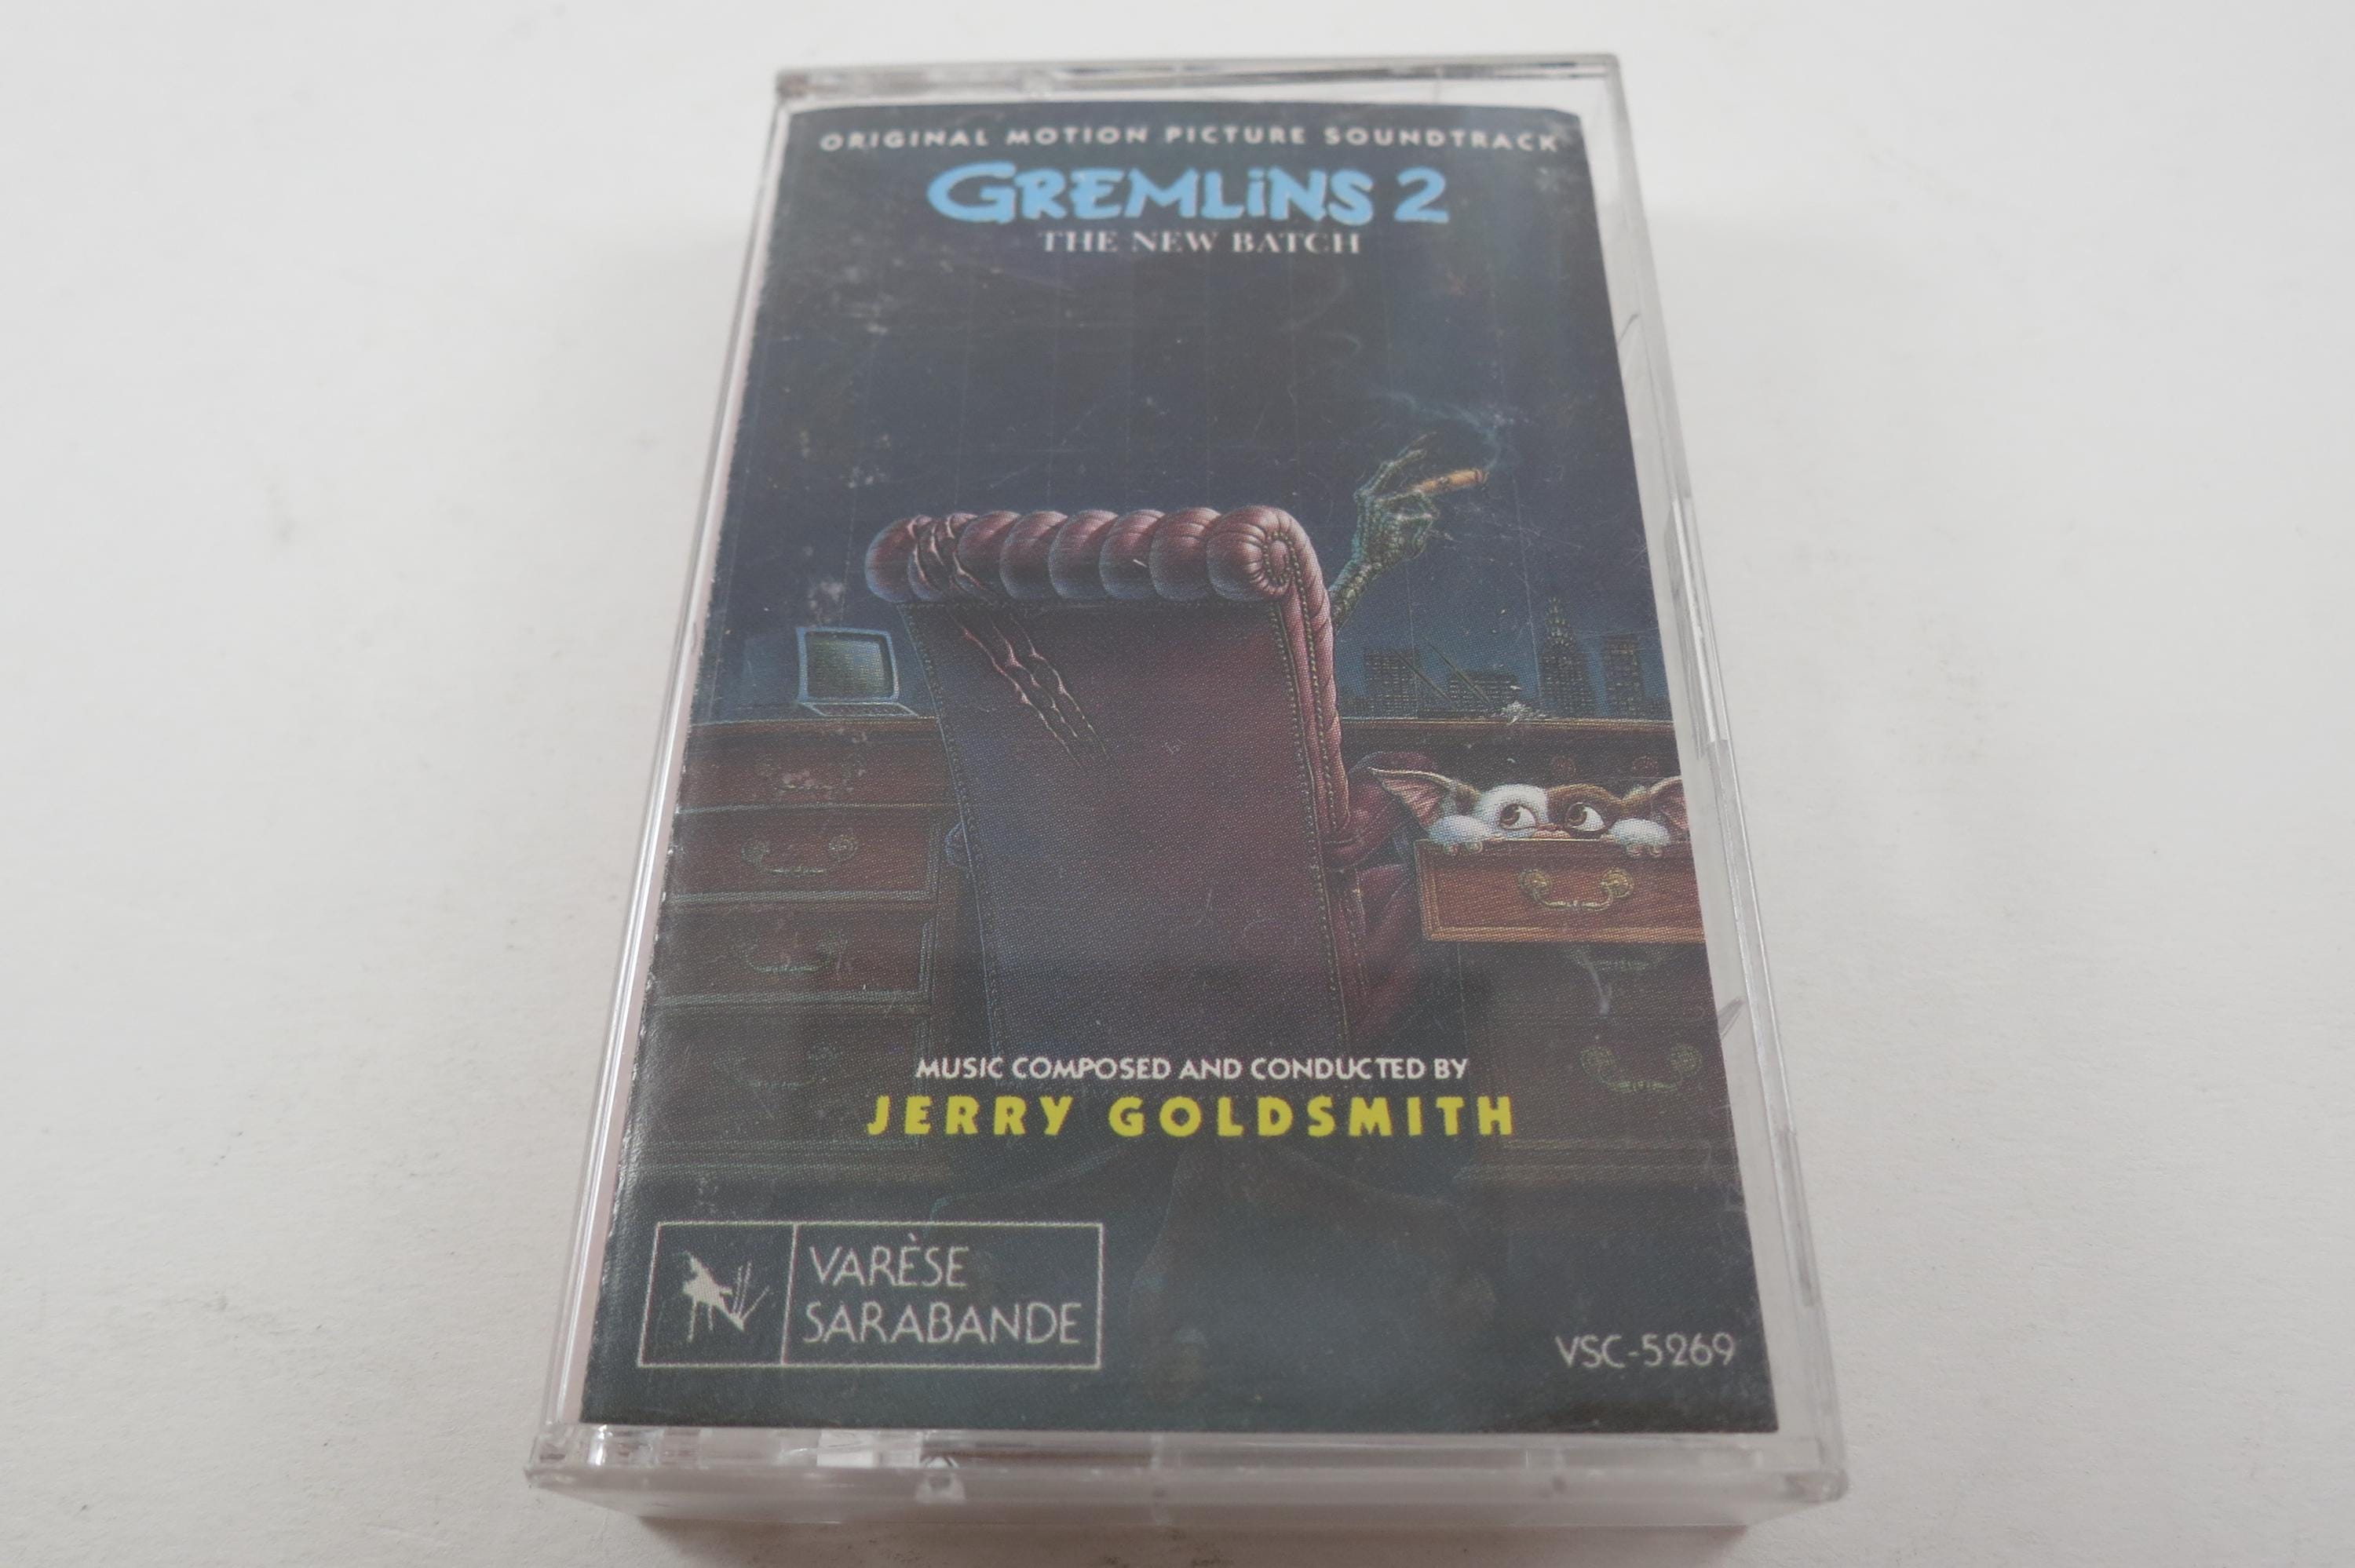 ORIGINAL MOTION PICTURE SOUNDTRACK
GREMLiNS 2
THE NEW BATCH
MUSIC COMPOSED AND CONDUCTED BY
JERRY GOLDSMITH
VARÈSE
SARABANDE
VSC-5269